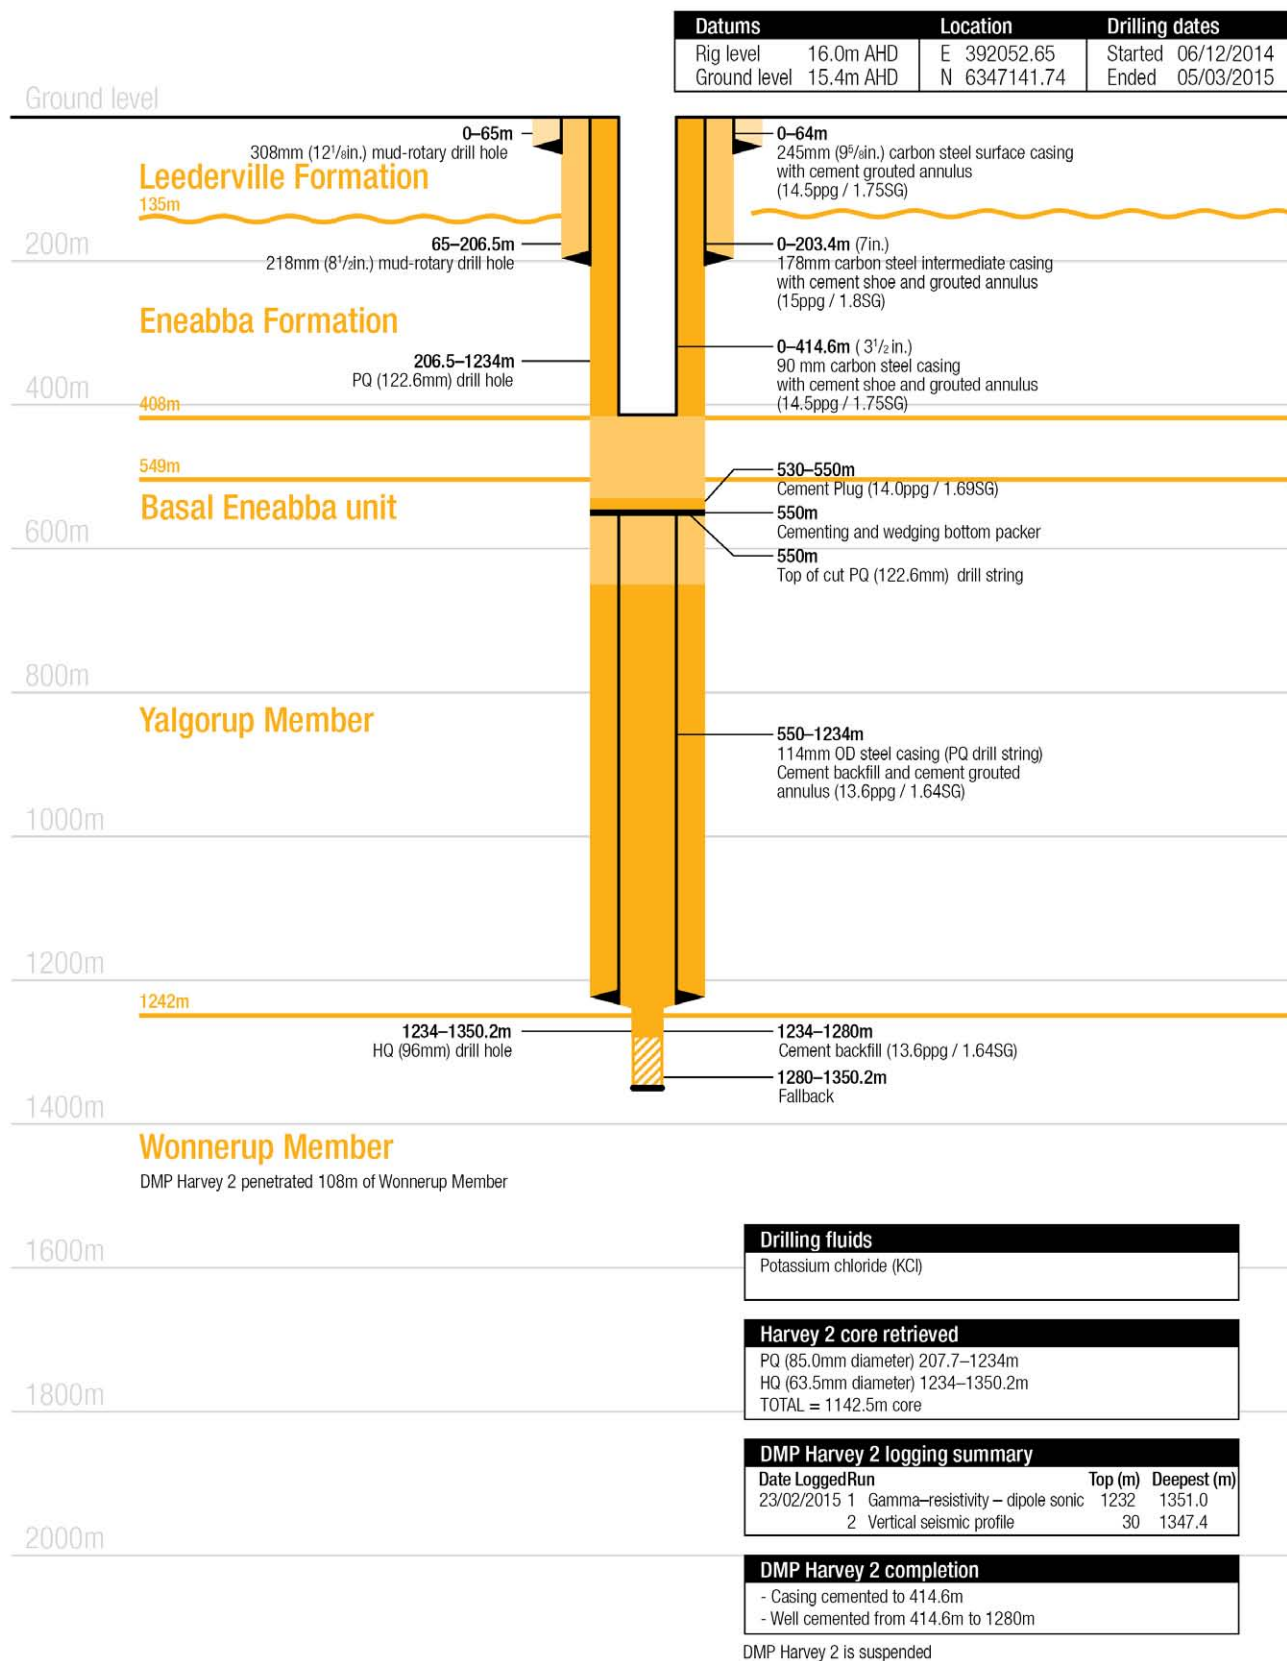 Datums Location Drilling dates
Rig level 16.0m AHD E 392052.65 Started 06/12/2014
Ground level 15.4m AHD N 6347141.74 Ended 05/03/2015
Ground level
0–65m
308mm (12¹/₈in.) mud-rotary drill hole
0–64m
245mm (9⁵/₈in.) carbon steel surface casing
with cement grouted annulus
(14.5ppg / 1.75SG)
Leederville Formation
135m
200m
65–206.5m
218mm (8¹/₂in.) mud-rotary drill hole
0–203.4m (7in.)
178mm carbon steel intermediate casing
with cement shoe and grouted annulus
(15ppg / 1.8SG)
Eneabba Formation
206.5–1234m
PQ (122.6mm) drill hole
0–414.6m ( 3¹/₂ in.)
90 mm carbon steel casing
with cement shoe and grouted annulus
(14.5ppg / 1.75SG)
400m
408m
549m
530–550m
Cement Plug (14.0ppg / 1.69SG)
Basal Eneabba unit
550m
Cementing and wedging bottom packer
600m
550m
Top of cut PQ (122.6mm) drill string
800m
Yalgorup Member
550–1234m
114mm OD steel casing (PQ drill string)
Cement backfill and cement grouted
annulus (13.6ppg / 1.64SG)
1000m
1200m
1242m
1234–1350.2m
HQ (96mm) drill hole
1234–1280m
Cement backfill (13.6ppg / 1.64SG)
1280–1350.2m
Fallback
1400m
Wonnerup Member
DMP Harvey 2 penetrated 108m of Wonnerup Member
1600m
Drilling fluids
Potassium chloride (KCl)
Harvey 2 core retrieved
PQ (85.0mm diameter) 207.7–1234m
HQ (63.5mm diameter) 1234–1350.2m
TOTAL = 1142.5m core
1800m
DMP Harvey 2 logging summary
Date Logged Run Top (m) Deepest (m)
23/02/2015 1 Gamma–resistivity – dipole sonic 1232 1351.0
2 Vertical seismic profile 30 1347.4
2000m
DMP Harvey 2 completion
- Casing cemented to 414.6m
- Well cemented from 414.6m to 1280m
DMP Harvey 2 is suspended